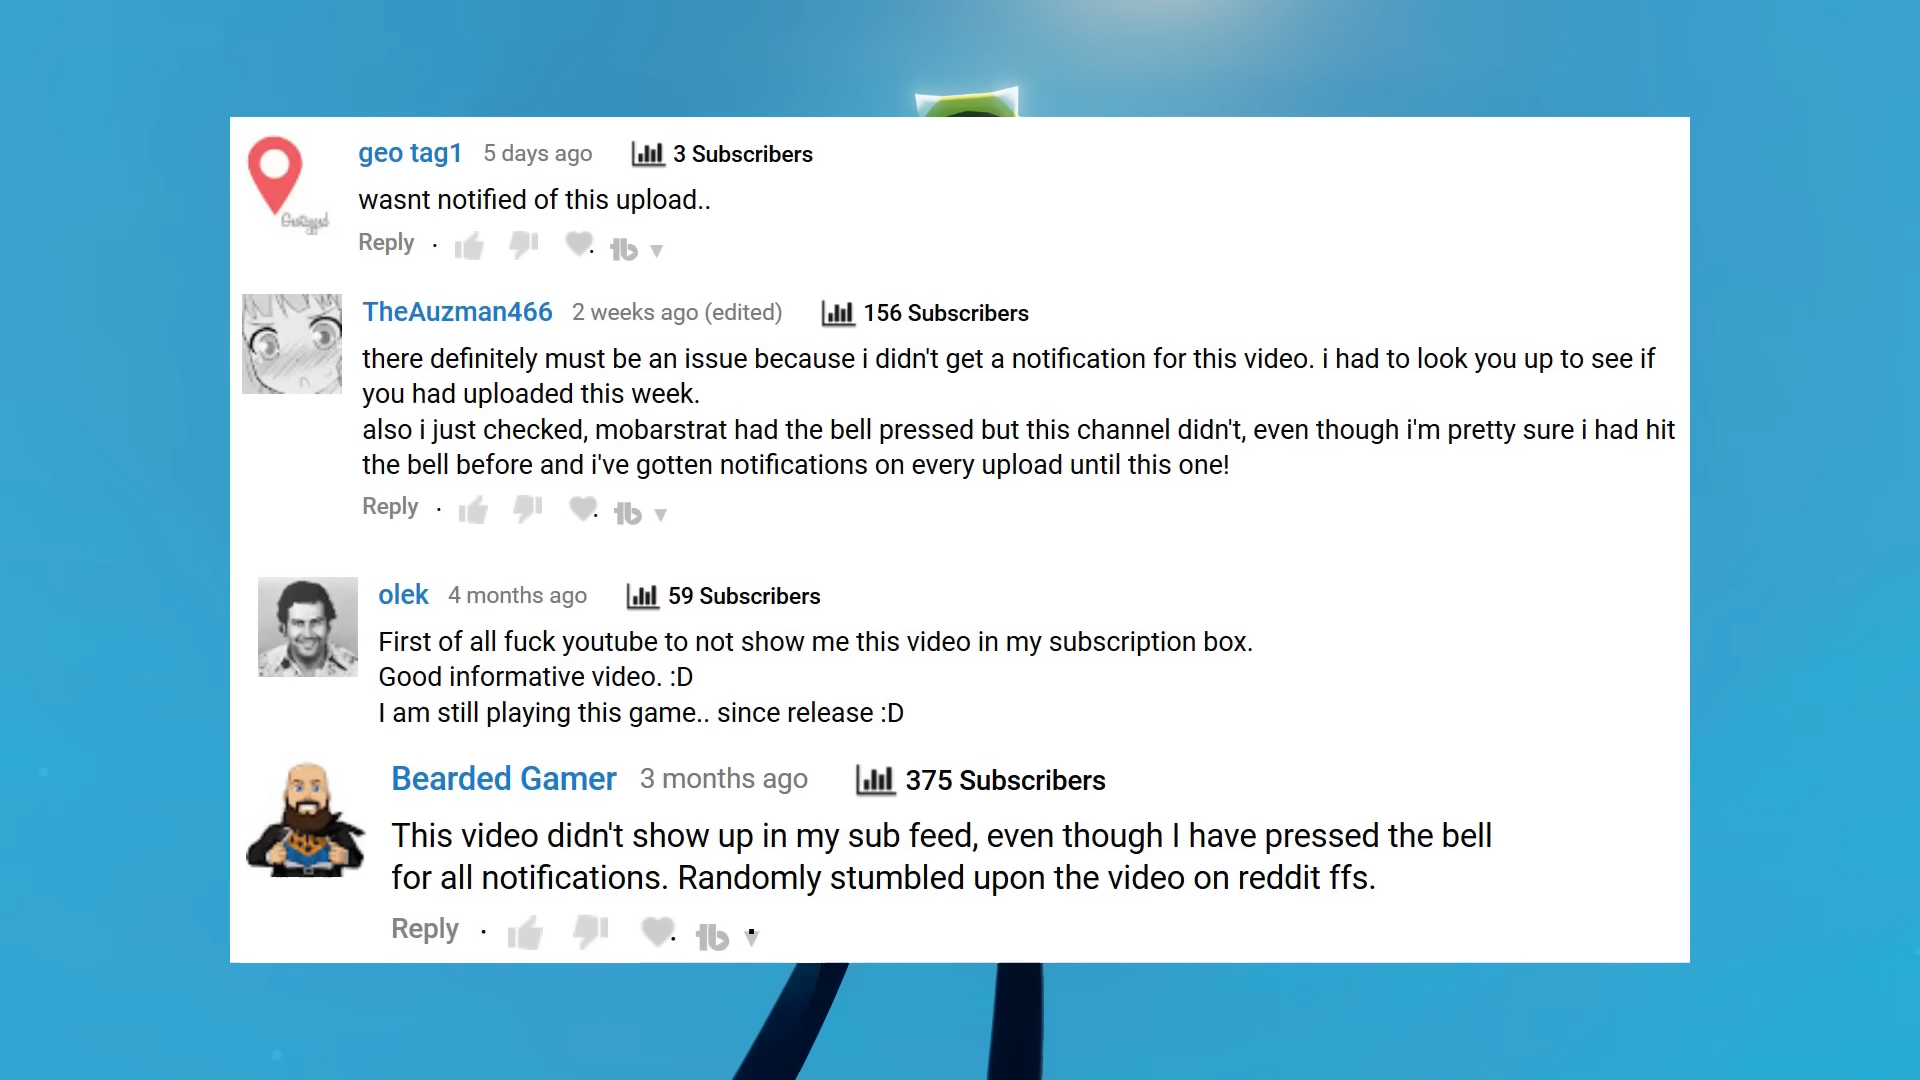 geo tag1 5 days ago 3 Subscribers
wasnt notified of this upload..
Reply
TheAuzman466 2 weeks ago (edited) 156 Subscribers
there definitely must be an issue because i didn't get a notification for this video. i had to look you up to see if
you had uploaded this week.
also i just checked, mobarstrat had the bell pressed but this channel didn't, even though i'm pretty sure i had hit
the bell before and i've gotten notifications on every upload until this one!
Reply
olek 4 months ago 59 Subscribers
First of all fuck youtube to not show me this video in my subscription box.
Good informative video. :D
I am still playing this game.. since release :D
Bearded Gamer 3 months ago 375 Subscribers
This video didn't show up in my sub feed, even though I have pressed the bell
for all notifications. Randomly stumbled upon the video on reddit ffs.
Reply